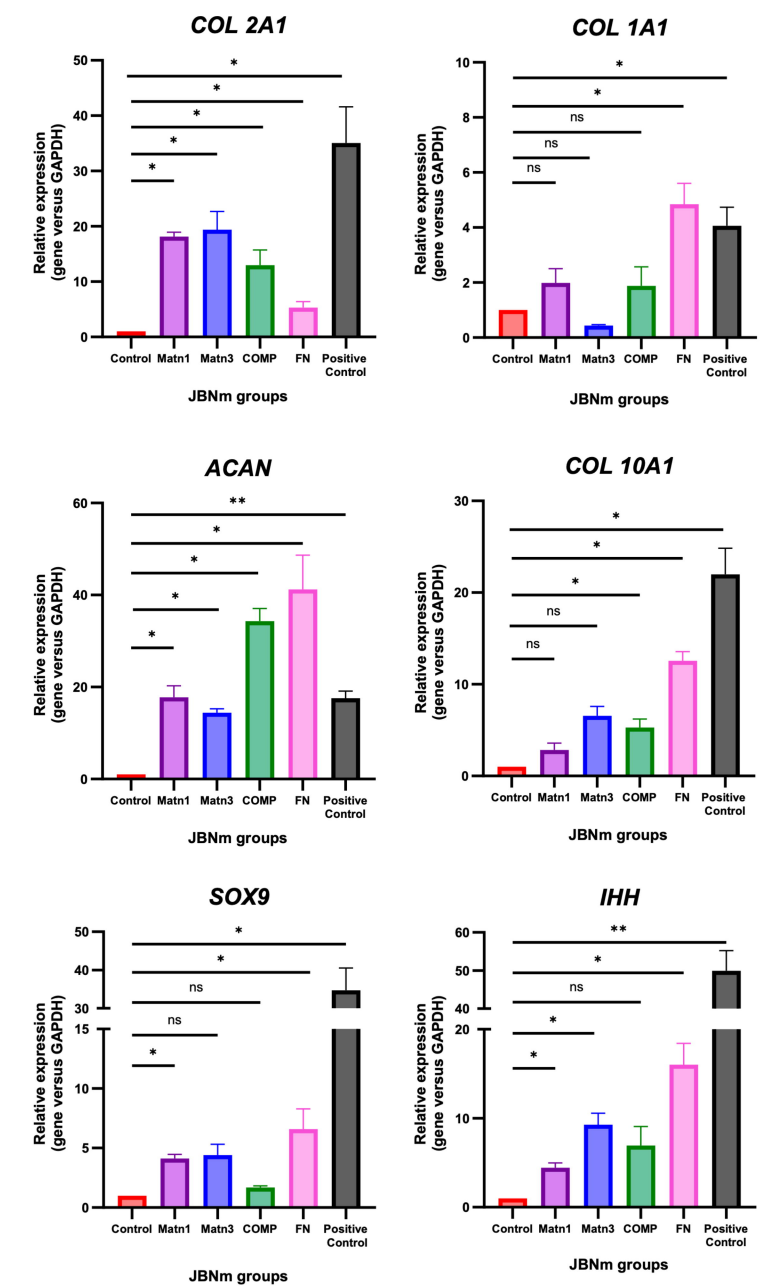 COL 2A1
Relative expression
(gene versus GAPDH)
50
40
30
20
10
0
*
*
*
*
*
Control Matn1 Matn3 COMP FN Positive
Control
JBNm groups
COL 1A1
Relative expression
(gene versus GAPDH)
10
8
6
4
2
0
*
*
ns
ns
ns
Control Matn1 Matn3 COMP FN Positive
Control
JBNm groups
ACAN
Relative expression
(gene versus GAPDH)
60
40
20
0
**
*
*
*
*
Control Matn1 Matn3 COMP FN Positive
Control
JBNm groups
COL 10A1
Relative expression
(gene versus GAPDH)
30
20
10
0
*
*
*
ns
ns
Control Matn1 Matn3 COMP FN Positive
Control
JBNm groups
SOX9
Relative expression
(gene versus GAPDH)
50
40
30
15
10
5
0
*
*
ns
ns
*
Control Matn1 Matn3 COMP FN Positive
Control
JBNm groups
IHH
Relative expression
(gene versus GAPDH)
60
50
40
20
10
0
**
*
ns
*
*
Control Matn1 Matn3 COMP FN Positive
Control
JBNm groups